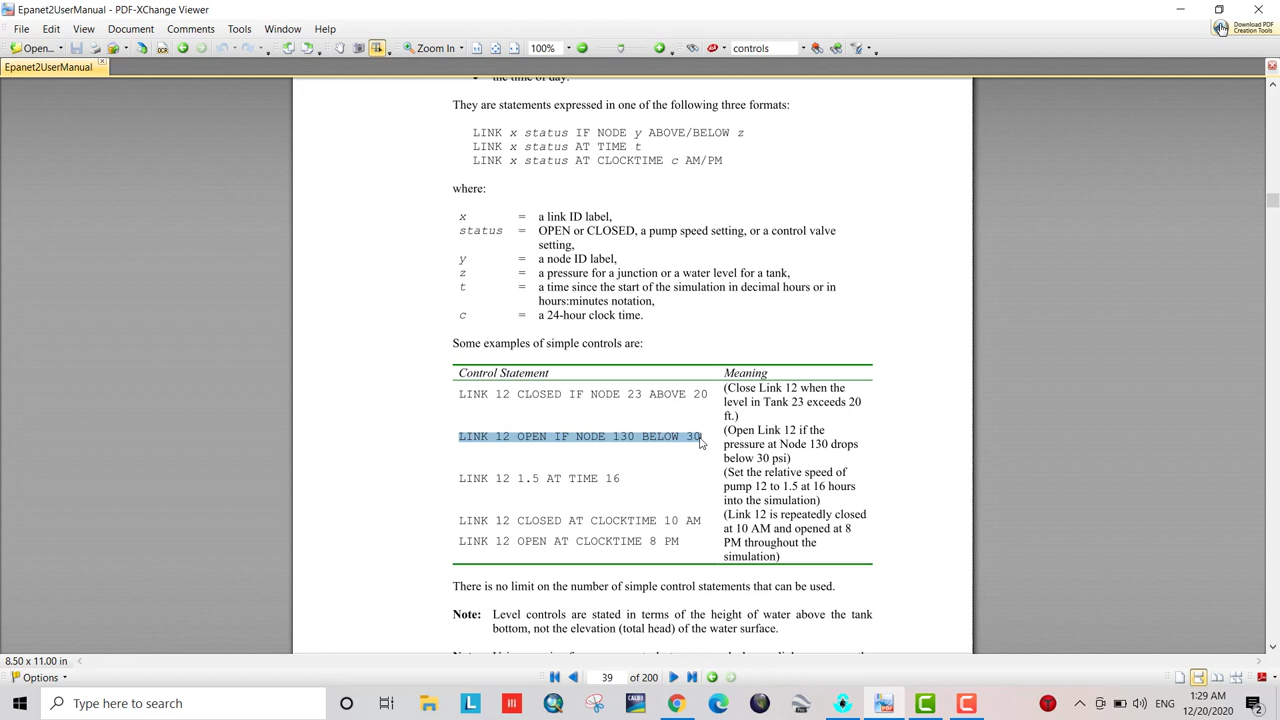 Epanet2UserManual - PDF-XChange Viewer
File Edit View Document Comments Tools Window Help
Download PDF
Creation Tools
Open... Zoom In 100% controls
Epanet2UserManual
the time of day.
They are statements expressed in one of the following three formats:
LINK x status IF NODE y ABOVE/BELOW z
LINK x status AT TIME t
LINK x status AT CLOCKTIME c AM/PM
where:
x = a link ID label,
status = OPEN or CLOSED, a pump speed setting, or a control valve
setting,
y = a node ID label,
z = a pressure for a junction or a water level for a tank,
t = a time since the start of the simulation in decimal hours or in
hours:minutes notation,
c = a 24-hour clock time.
Some examples of simple controls are:
Control Statement Meaning
LINK 12 CLOSED IF NODE 23 ABOVE 20 (Close Link 12 when the
level in Tank 23 exceeds 20
ft.)
LINK 12 OPEN IF NODE 130 BELOW 30 (Open Link 12 if the
pressure at Node 130 drops
below 30 psi)
LINK 12 1.5 AT TIME 16 (Set the relative speed of
pump 12 to 1.5 at 16 hours
into the simulation)
LINK 12 CLOSED AT CLOCKTIME 10 AM (Link 12 is repeatedly closed
at 10 AM and opened at 8
LINK 12 OPEN AT CLOCKTIME 8 PM PM throughout the
simulation)
There is no limit on the number of simple control statements that can be used.
Note: Level controls are stated in terms of the height of water above the tank
bottom, not the elevation (total head) of the water surface.
8.50 x 11.00 in
Options 39 of 200
Type here to search
ENG
1:29 AM
12/20/2020
2